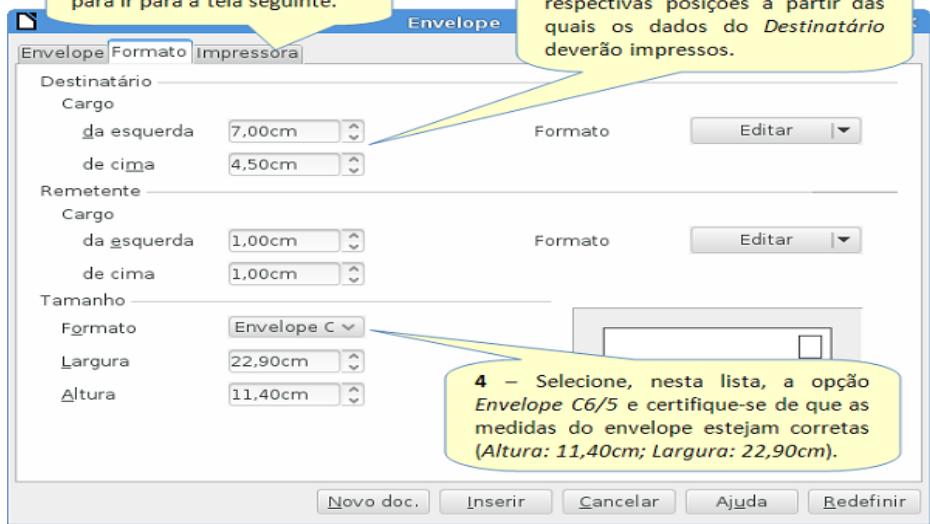 para ir para a tela seguinte.
respectivas posições a partir das
quais os dados do Destinatário
deverão impressos.
Envelope
Envelope Formato Impressora
Destinatário
Cargo
da esquerda 7,00cm Formato Editar
de cima 4,50cm
Remetente
Cargo
da esquerda 1,00cm Formato Editar
de cima 1,00cm
Tamanho
Formato Envelope C
Largura 22,90cm
Altura 11,40cm
4 – Selecione, nesta lista, a opção
Envelope C6/5 e certifique-se de que as
medidas do envelope estejam corretas
(Altura: 11,40cm; Largura: 22,90cm).
Novo doc. Inserir Cancelar Ajuda Redefinir